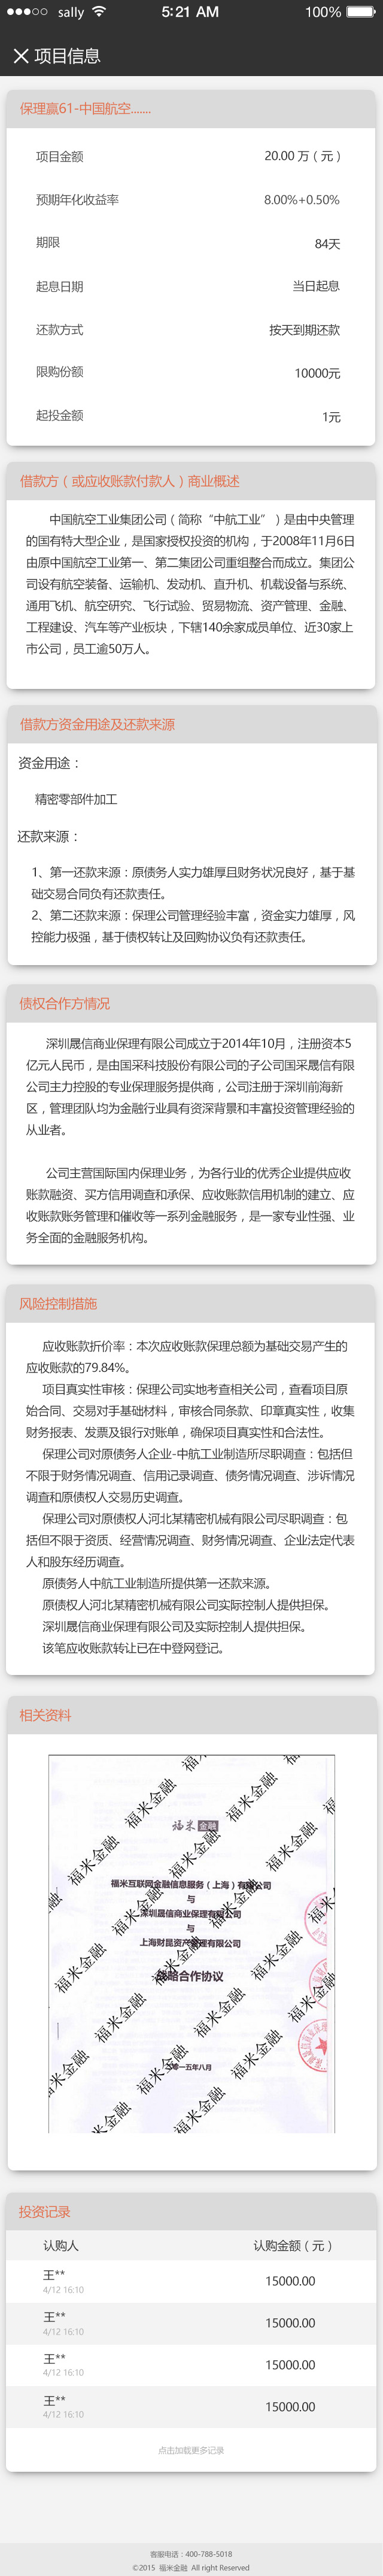 sally
5:21 AM
100%
项目信息
保理赢61-中国航空.......
项目金额 20.00 万（元）
预期年化收益率 8.00%+0.50%
期限 84天
起息日期 当日起息
还款方式 按天到期还款
限购份额 10000元
起投金额 1元
借款方（或应收账款付款人）商业概述
中国航空工业集团公司（简称“中航工业”）是由中央管理
的国有特大型企业，是国家授权投资的机构，于2008年11月6日
由原中国航空工业第一、第二集团公司重组整合而成立。集团公
司设有航空装备、运输机、发动机、直升机、机载设备与系统、
通用飞机、航空研究、飞行试验、贸易物流、资产管理、金融、
工程建设、汽车等产业板块，下辖140余家成员单位、近30家上
市公司，员工逾50万人。
借款方资金用途及还款来源
资金用途：
精密零部件加工
还款来源：
1、第一还款来源：原债务人实力雄厚且财务状况良好，基于基
础交易合同负有还款责任。
2、第二还款来源：保理公司管理经验丰富，资金实力雄厚，风
控能力极强，基于债权转让及回购协议负有还款责任。
债权合作方情况
深圳晟信商业保理有限公司成立于2014年10月，注册资本5
亿元人民币，是由国采科技股份有限公司的子公司国采晟信有限
公司主力控股的专业保理服务提供商，公司注册于深圳前海新
区，管理团队均为金融行业具有资深背景和丰富投资管理经验的
从业者。
公司主营国际国内保理业务，为各行业的优秀企业提供应收
账款融资、买方信用调查和承保、应收账款信用机制的建立、应
收账款账务管理和催收等一系列金融服务，是一家专业性强、业
务全面的金融服务机构。
风险控制措施
应收账款折价率：本次应收账款保理总额为基础交易产生的
应收账款的79.84%。
项目真实性审核：保理公司实地考查相关公司，查看项目原
始合同、交易对手基础材料，审核合同条款、印章真实性，收集
财务报表、发票及银行对账单，确保项目真实性和合法性。
保理公司对原债务人企业-中航工业制造所尽职调查：包括但
不限于财务情况调查、信用记录调查、债务情况调查、涉诉情况
调查和原债权人交易历史调查。
保理公司对原债权人河北某精密机械有限公司尽职调查：包
括但不限于资质、经营情况调查、财务情况调查、企业法定代表
人和股东经历调查。
原债务人中航工业制造所提供第一还款来源。
原债权人河北某精密机械有限公司实际控制人提供担保。
深圳晟信商业保理有限公司及实际控制人提供担保。
该笔应收账款转让已在中登网登记。
相关资料
福米金融
福米互联网金融信息服务（上海）有限公司
与
深圳晟信商业保理有限公司
与
上海财昆资产管理有限公司
战略合作协议
二零一五年八月
投资记录
认购人 认购金额（元）
王** 15000.00
4/12 16:10
王** 15000.00
4/12 16:10
王** 15000.00
4/12 16:10
王** 15000.00
4/12 16:10
点击加载更多记录
客服电话：400-788-5018
©2015 福米金融 All right Reserved